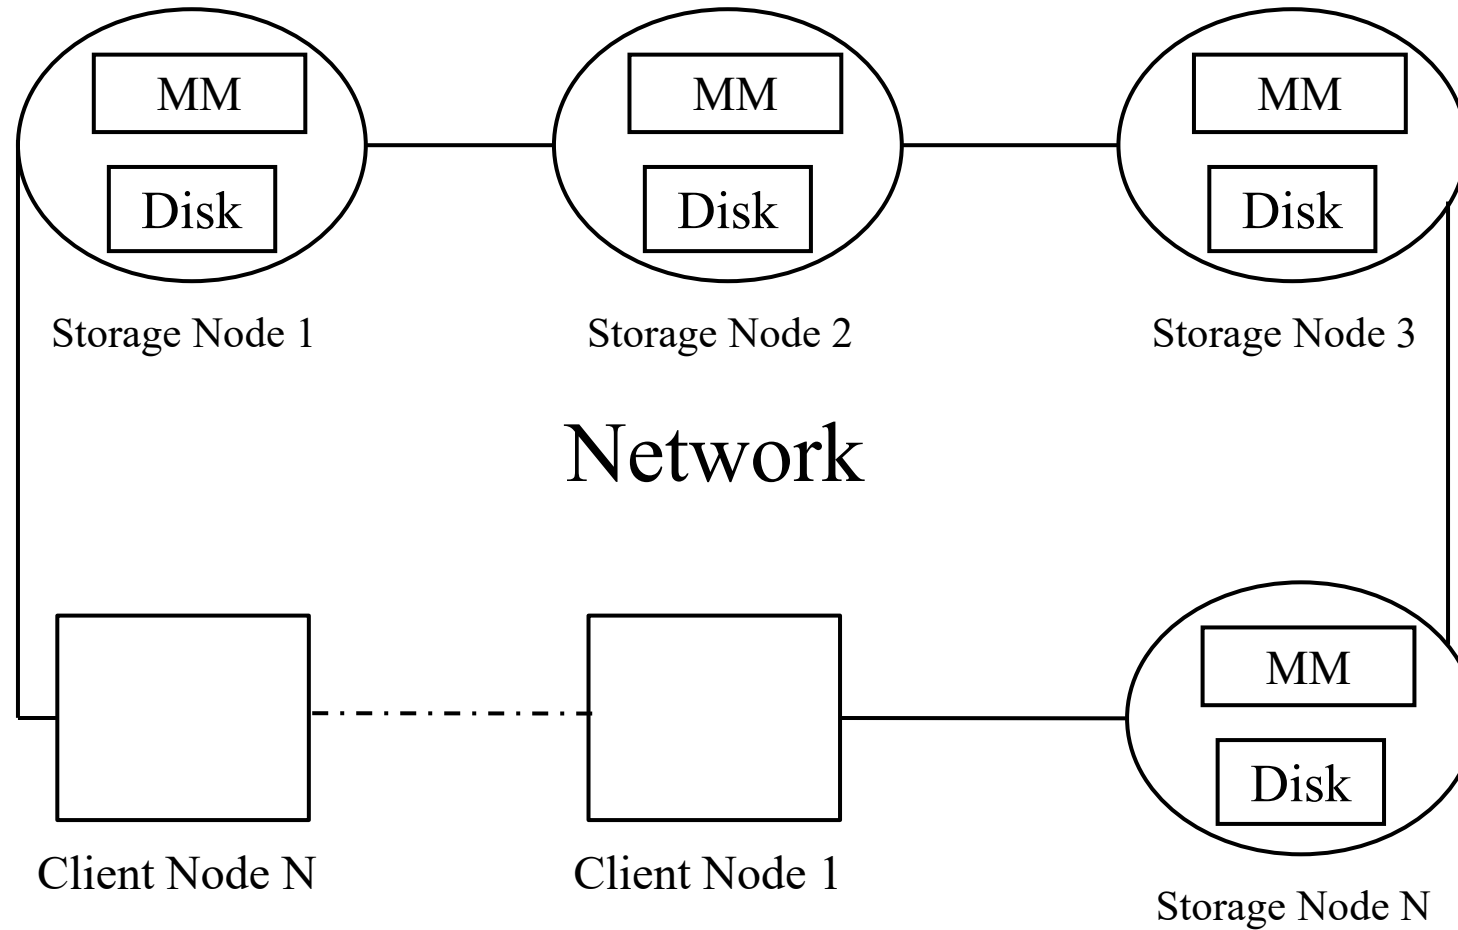 MM
MM
MM
Disk
Disk
Disk
Storage Node 1
Storage Node 2
Storage Node 3
Network
MM
Disk
Client Node N
Client Node 1
Storage Node N